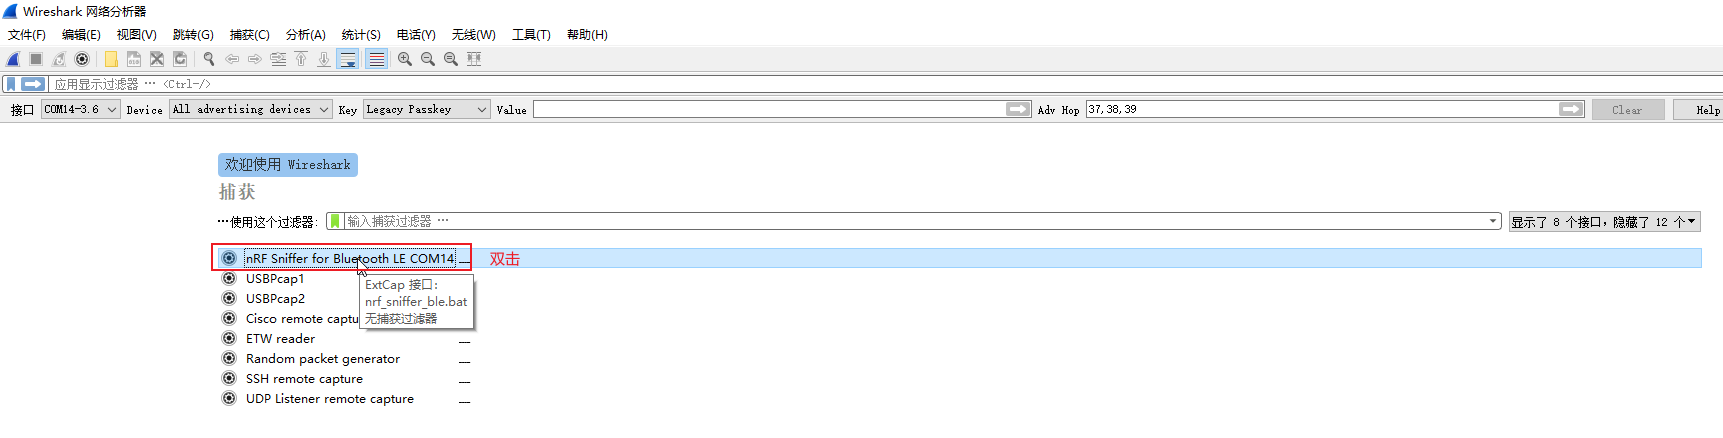 Wireshark 网络分析器
文件(F) 编辑(E) 视图(V) 跳转(G) 捕获(C) 分析(A) 统计(S) 电话(Y) 无线(W) 工具(T) 帮助(H)
应用显示过滤器 … <Ctrl-/>
接口 COM14-3.6 Device All advertising devices Key Legacy Passkey Value Adv Hop 37,38,39 Clear Help
欢迎使用 Wireshark
捕获
…使用这个过滤器: 输入捕获过滤器 … 显示了 8 个接口，隐藏了 12 个
nRF Sniffer for Bluetooth LE COM14 双击
USBPcap1
ExtCap 接口:
USBPcap2
nrf_sniffer_ble.bat
Cisco remote captu
无捕获过滤器
ETW reader
Random packet generator
SSH remote capture
UDP Listener remote capture